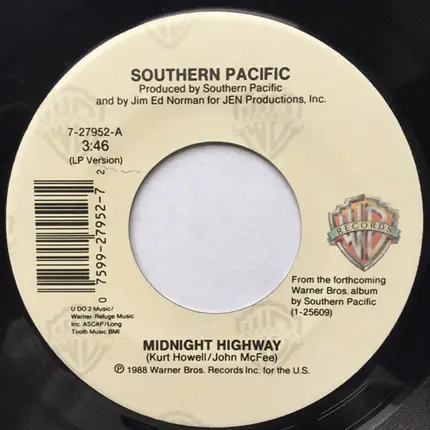 SOUTHERN PACIFIC
Produced by Southern Pacific
and by Jim Ed Norman for JEN Productions, Inc.
7-27952-A
3:46
(LP Version)
0 7599-27952-7 2
WB
RECORDS
From the forthcoming
Warner Bros. album
by Southern Pacific
(1-25609)
U DO 2 Music/
Warner-Refuge Music
Inc. ASCAP/Long
Tooth Music BMI
MIDNIGHT HIGHWAY
(Kurt Howell/John McFee)
℗ 1988 Warner Bros. Records Inc. for the U.S.